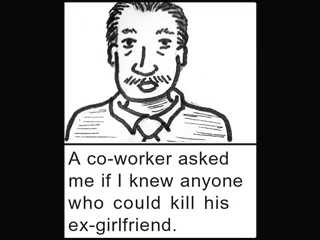 A co-worker asked
me if I knew anyone
who could kill his
ex-girlfriend.